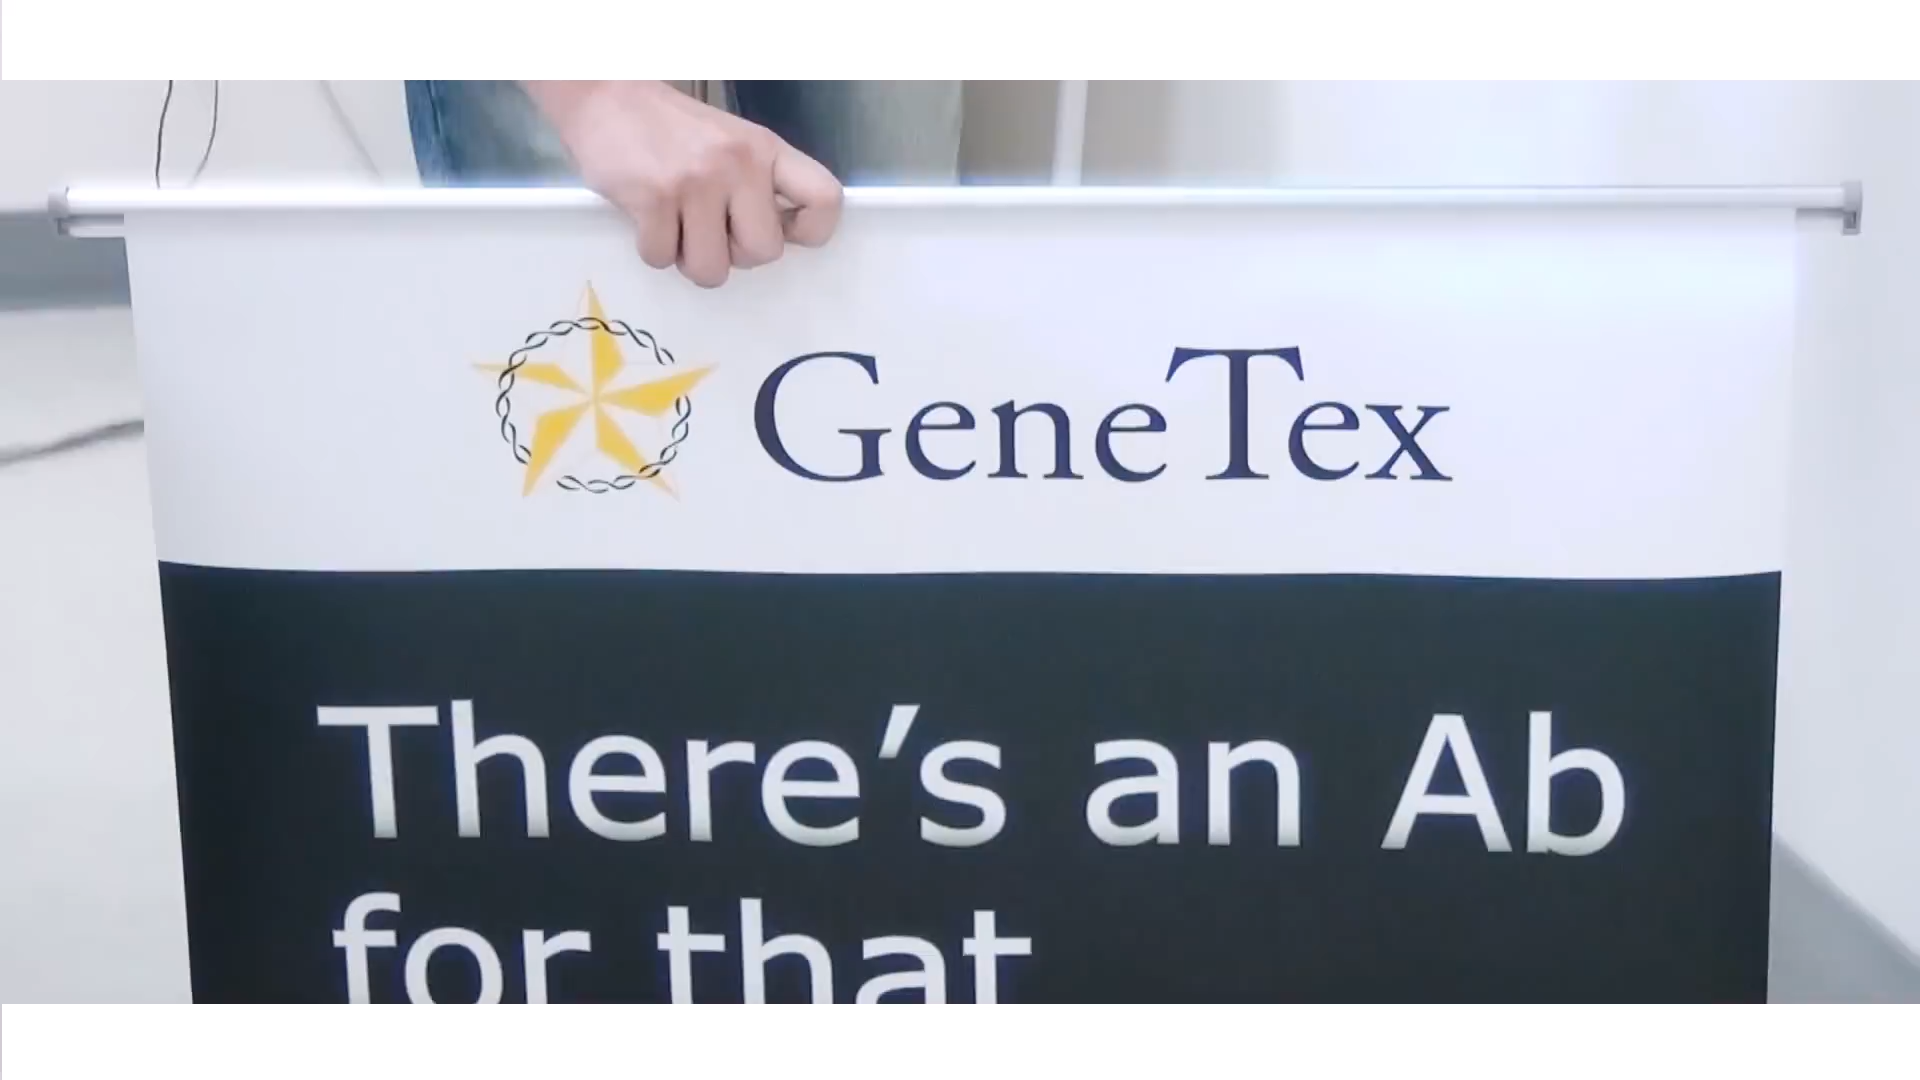 GeneTex
There’s an Ab
for that